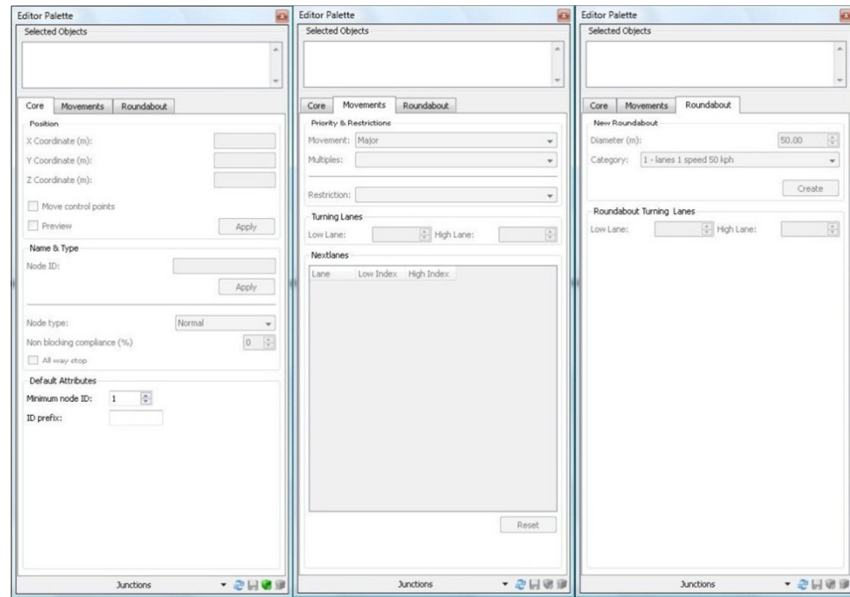 Editor Palette
Selected Objects
Core Movements Roundabout
Position
X Coordinate (m):
Y Coordinate (m):
Z Coordinate (m):
Move control points
Preview Apply
Name & Type
Node ID:
Apply
Node type: Normal
Non blocking compliance (%) 0
All way stop
Default Attributes
Minimum node ID: 1
ID prefix:
Junctions
Editor Palette
Selected Objects
Core Movements Roundabout
Priority & Restrictions
Movement: Major
Multiples:
Restriction:
Turning Lanes
Low Lane: High Lane:
Nextlanes
Lane Low Index High Index
Reset
Junctions
Editor Palette
Selected Objects
Core Movements Roundabout
New Roundabout
Diameter (m): 50.00
Category: 1 - lanes 1 speed 50 kph
Create
Roundabout Turning Lanes
Low Lane: High Lane:
Junctions